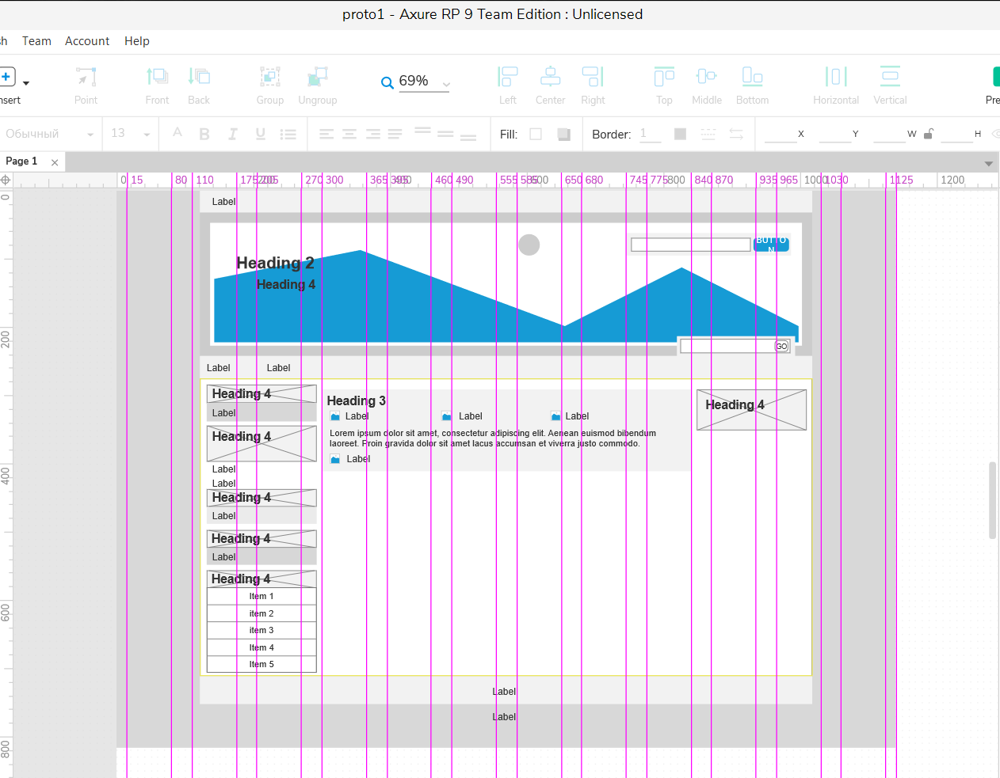 proto1 - Axure RP 9 Team Edition : Unlicensed
Team Account Help
69%
Point Front Back Group Ungroup Left Center Right Top Middle Bottom Horizontal Vertical
Обычный 13 Fill: Border: 1 X Y W H
Page 1
0 15 80 110 175 205 270 300 365 395 460 490 555 585 650 680 745 775 800 840 870 935 965 1000 1030 1125 1200
0
200
400
600
800
Label
BUTTO
N
Heading 2
Heading 4
GO
Label Label
Heading 4
Label
Heading 4
Label
Label
Heading 4
Label
Heading 4
Label
Heading 4
Item 1
item 2
item 3
Item 4
Item 5
Heading 3
Label Label Label
Lorem ipsum dolor sit amet, consectetur adipiscing elit. Aenean euismod bibendum
laoreet. Proin gravida dolor sit amet lacus accumsan et viverra justo commodo.
Label
Heading 4
Label
Label